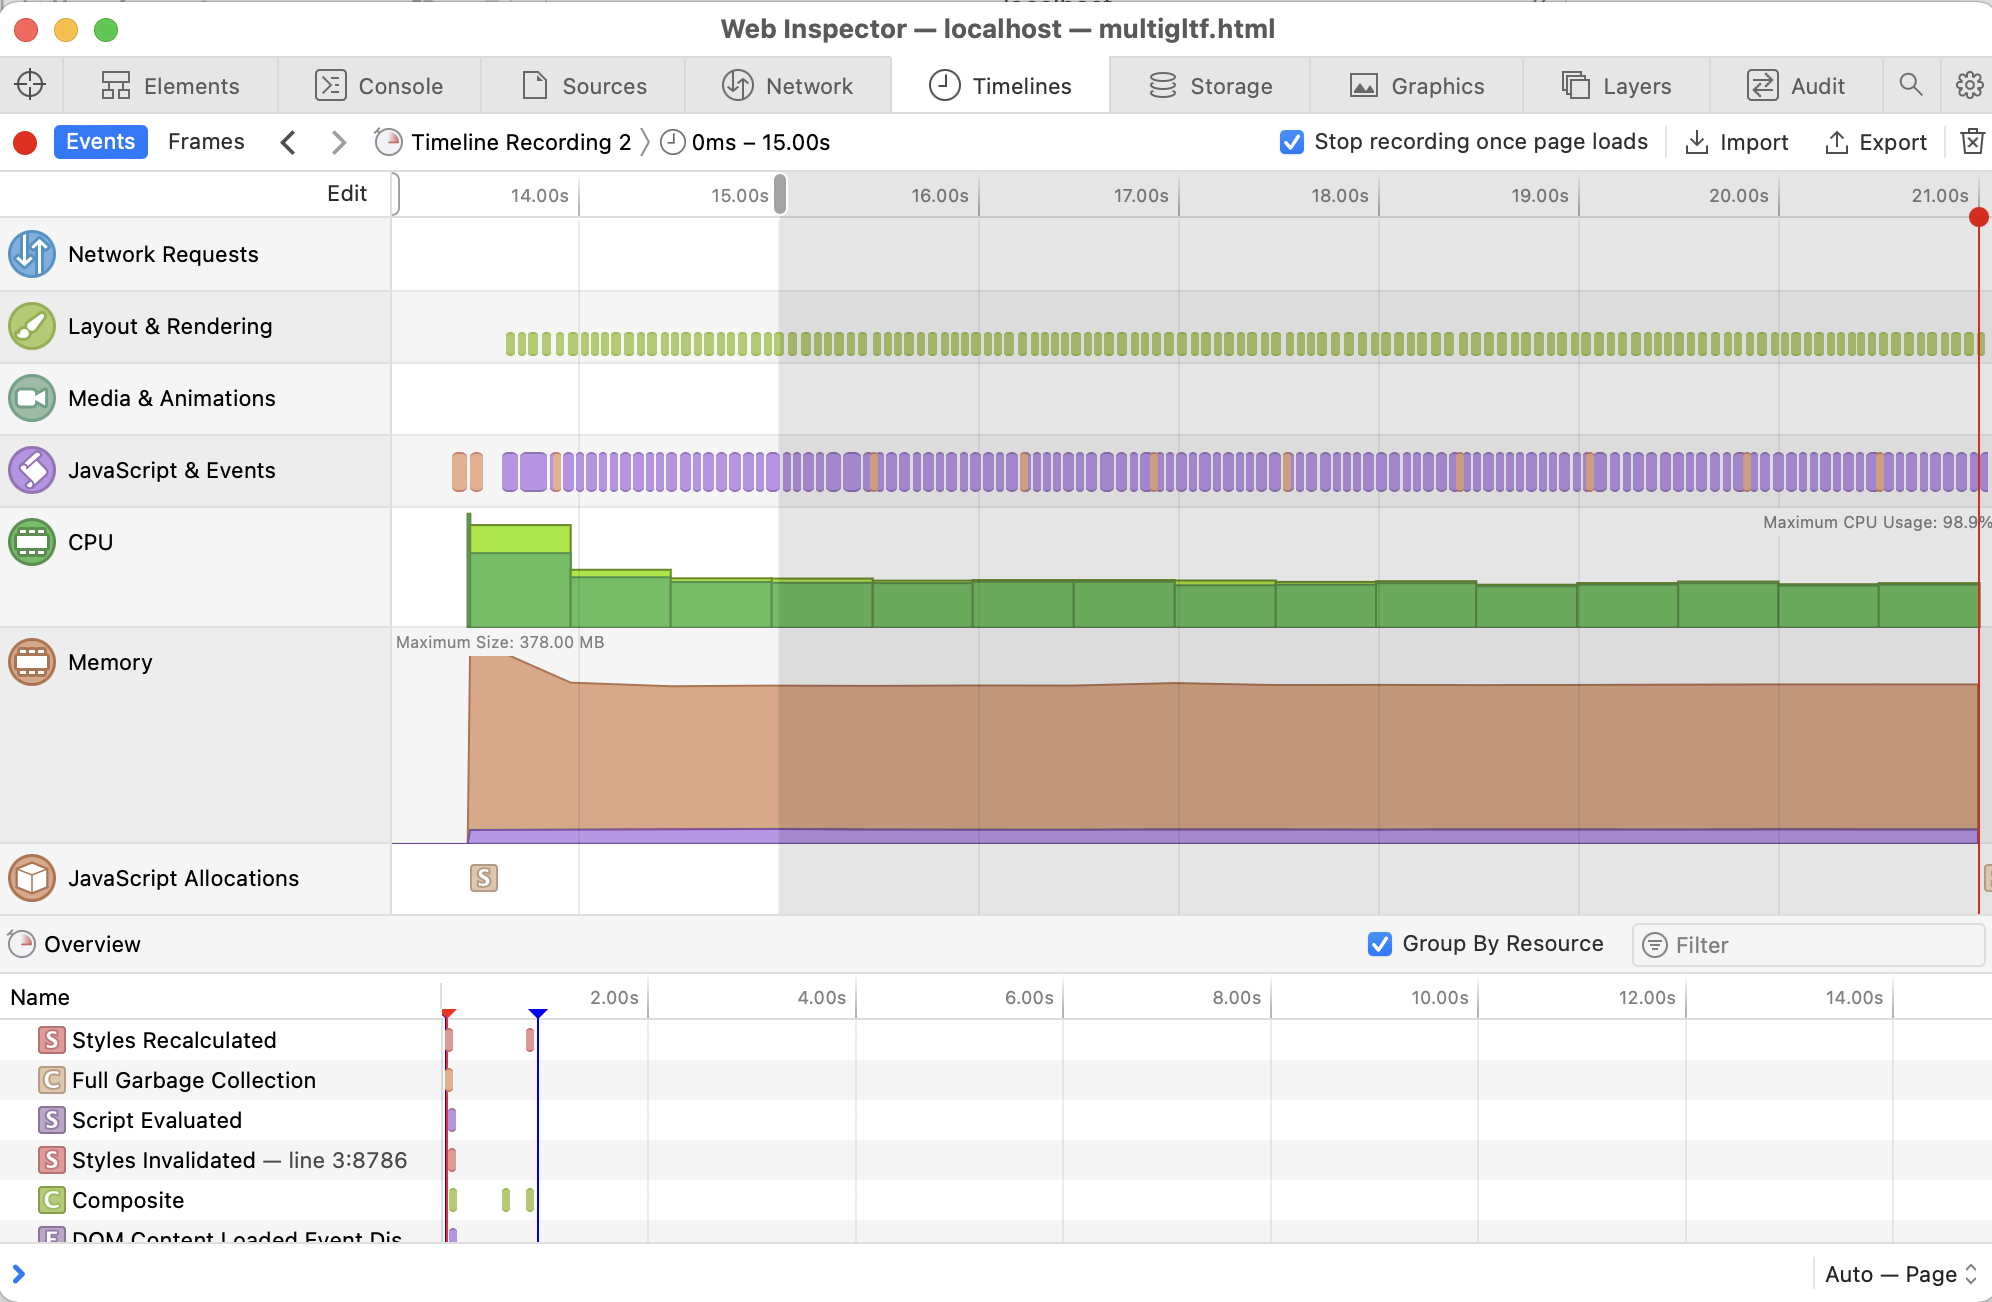 Web Inspector — localhost — multigltf.html
Elements Console Sources Network Timelines Storage Graphics Layers Audit
Events Frames Timeline Recording 2 0ms – 15.00s Stop recording once page loads Import Export
Edit 14.00s 15.00s 16.00s 17.00s 18.00s 19.00s 20.00s 21.00s
Network Requests
Layout & Rendering
Media & Animations
JavaScript & Events
CPU Maximum CPU Usage: 98.9%
Maximum Size: 378.00 MB
Memory
JavaScript Allocations S
Overview Group By Resource Filter
Name 2.00s 4.00s 6.00s 8.00s 10.00s 12.00s 14.00s
S Styles Recalculated
C Full Garbage Collection
S Script Evaluated
S Styles Invalidated — line 3:8786
C Composite
E DOM Content Loaded Event Dis
Auto — Page